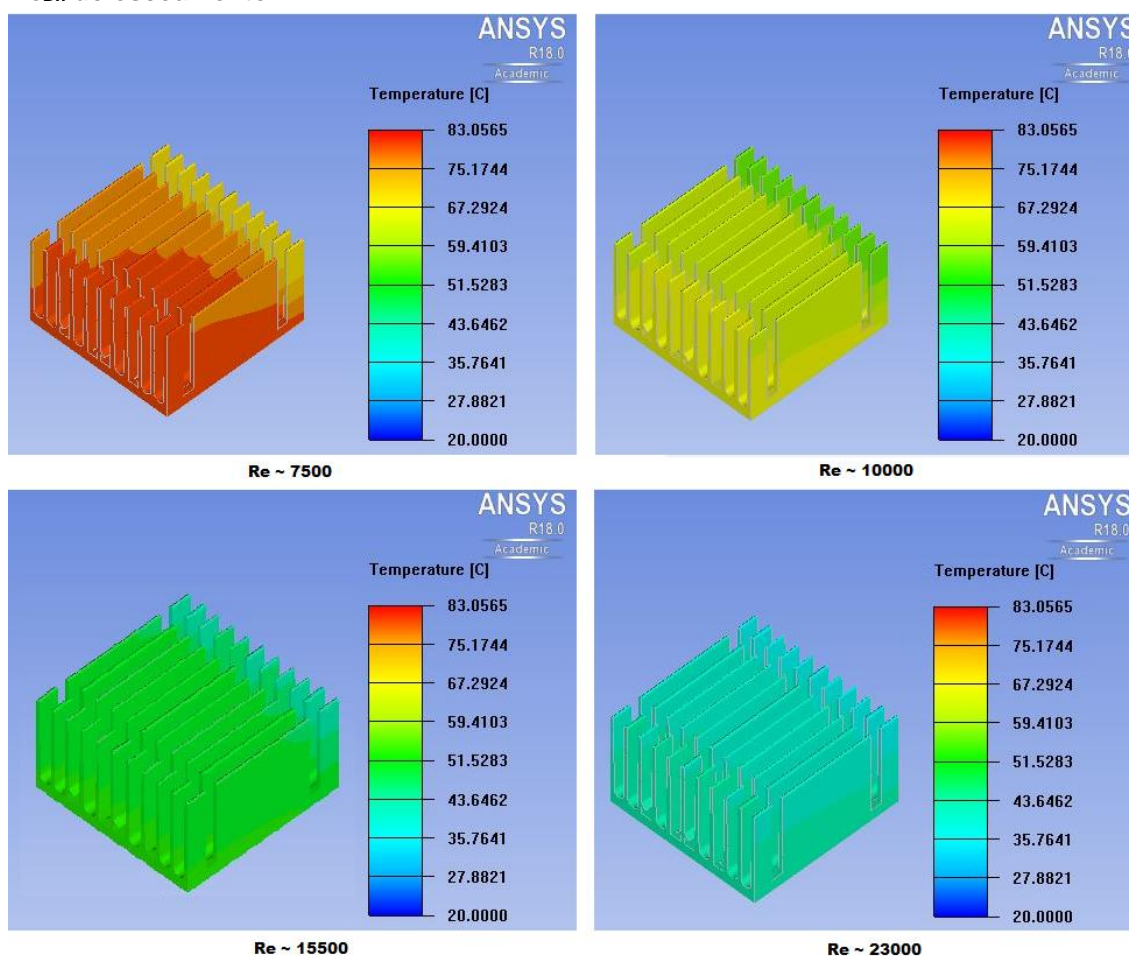 ANSYS
R18.0
Academic
Temperature [C]
83.0565
75.1744
67.2924
59.4103
51.5283
43.6462
35.7641
27.8821
20.0000
Re ~ 7500
ANSYS
R18.0
Academic
Temperature [C]
83.0565
75.1744
67.2924
59.4103
51.5283
43.6462
35.7641
27.8821
20.0000
Re ~ 10000
ANSYS
R18.0
Academic
Temperature [C]
83.0565
75.1744
67.2924
59.4103
51.5283
43.6462
35.7641
27.8821
20.0000
Re ~ 15500
ANSYS
R18.0
Academic
Temperature [C]
83.0565
75.1744
67.2924
59.4103
51.5283
43.6462
35.7641
27.8821
20.0000
Re ~ 23000